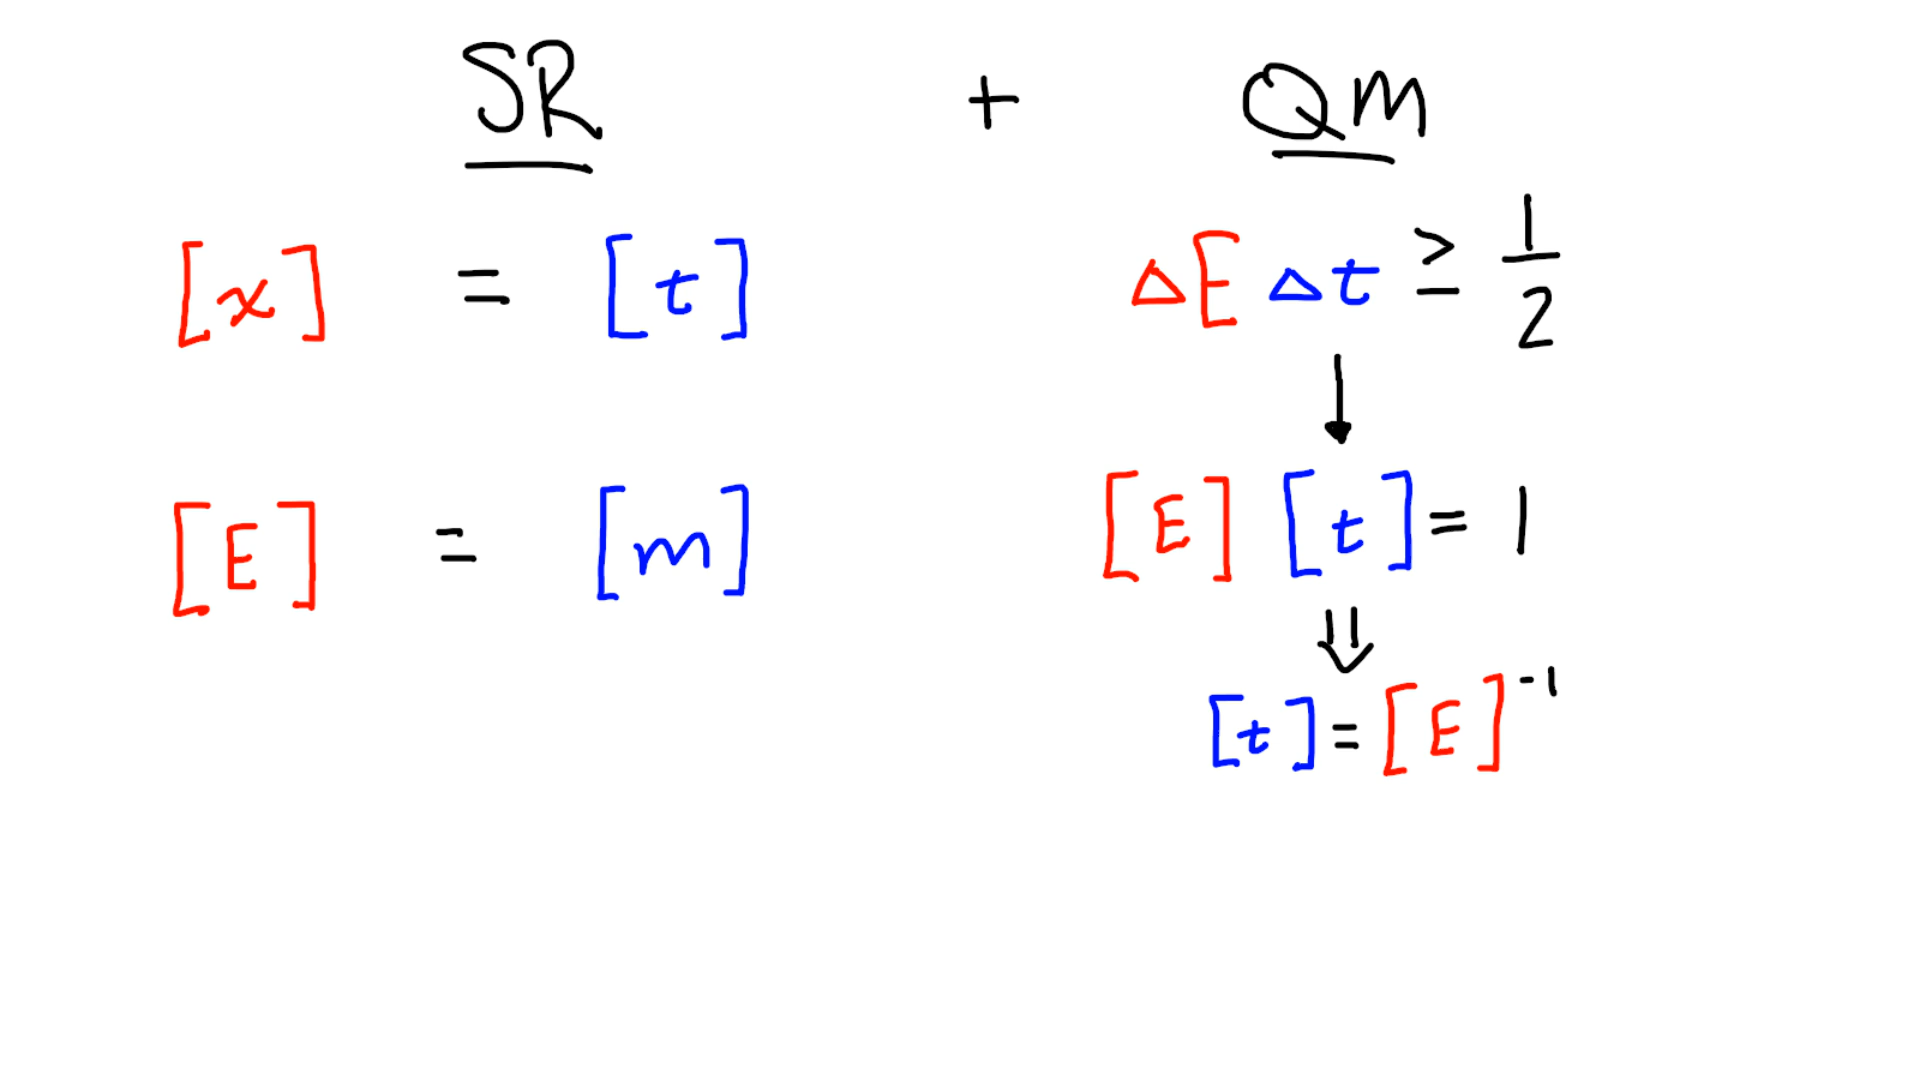 SR + QM
[x] = [t]
ΔE Δt ≥ 1/2
↓
[E] = [m]
[E] [t] = 1
⇓
[t] = [E]⁻¹